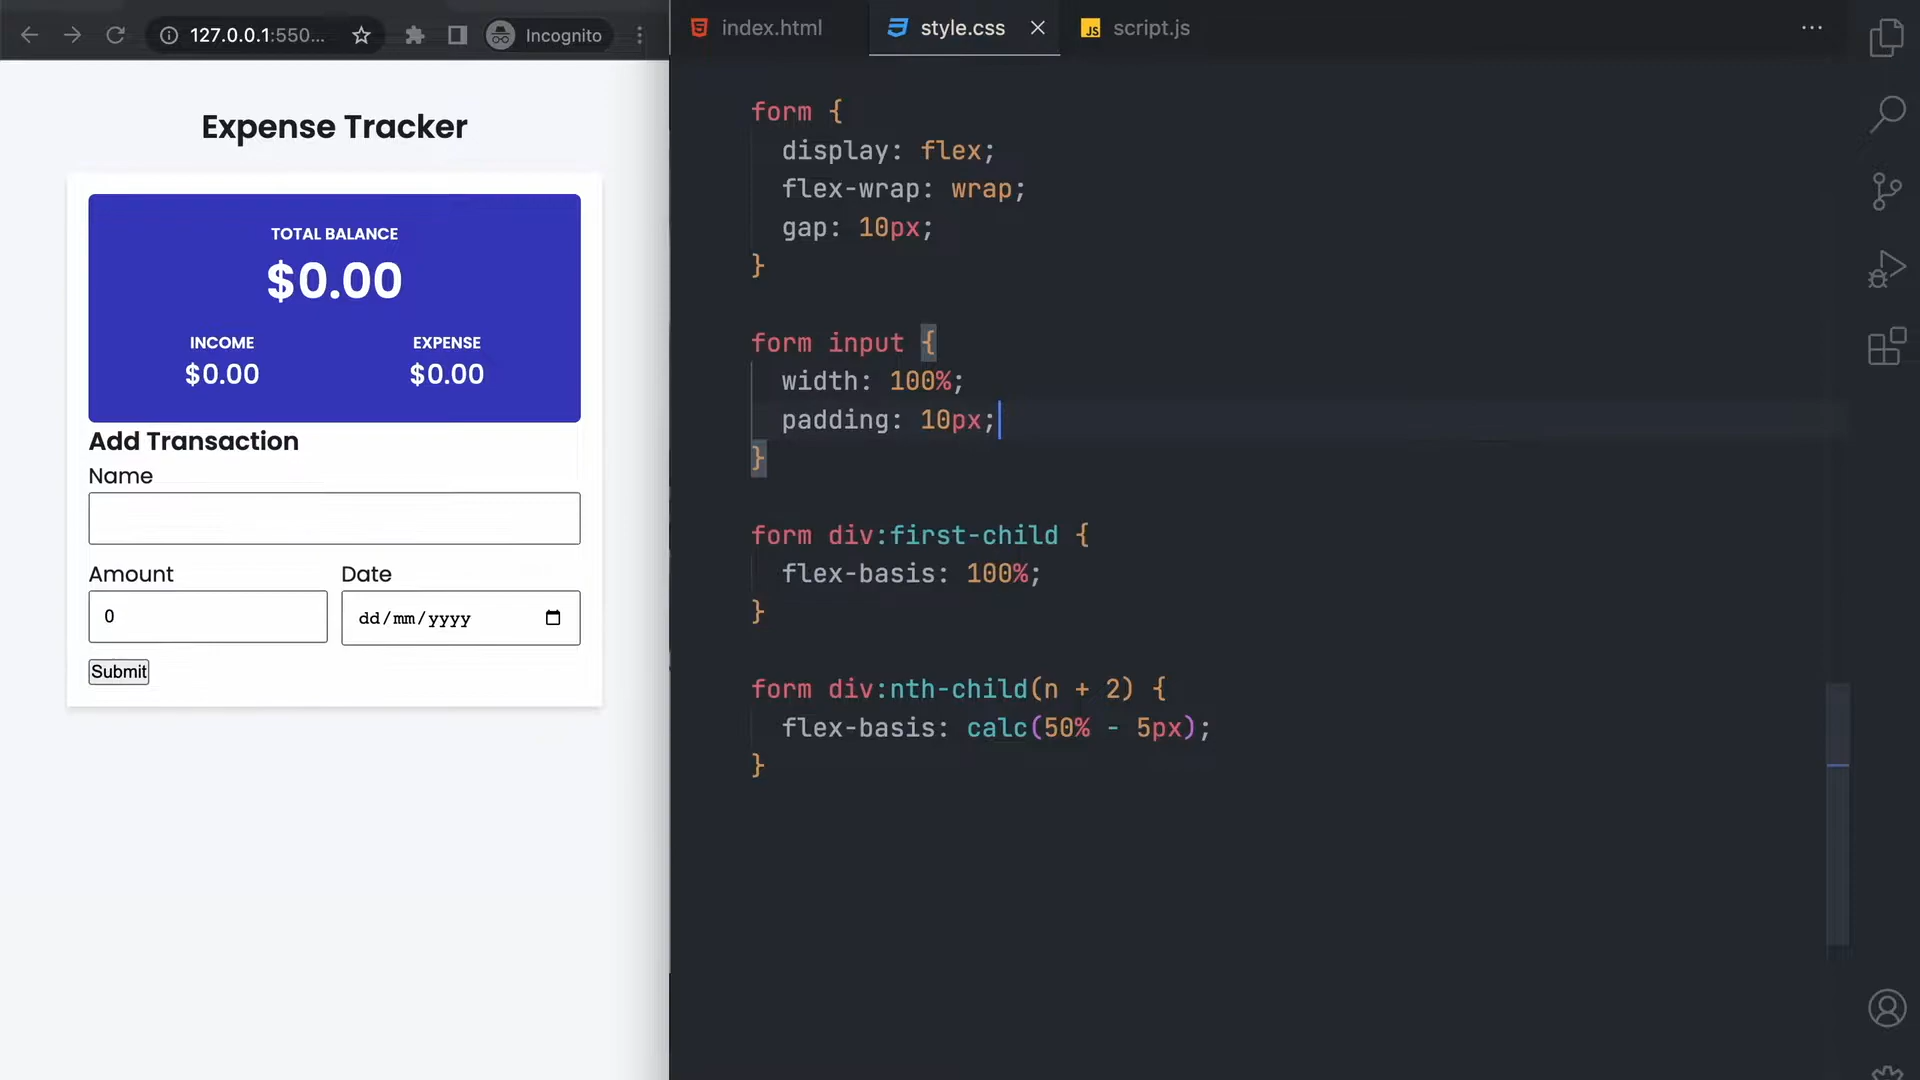 127.0.0.1:550...
Incognito
Expense Tracker
TOTAL BALANCE
$0.00
INCOME
EXPENSE
$0.00
$0.00
Add Transaction
Name
Amount
Date
0
dd/mm/yyyy
Submit
index.html
style.css
JS
script.js
form {
display: flex;
flex-wrap: wrap;
gap: 10px;
}
form input {
width: 100%;
padding: 10px;
}
form div:first-child {
flex-basis: 100%;
}
form div:nth-child(n + 2) {
flex-basis: calc(50% - 5px);
}